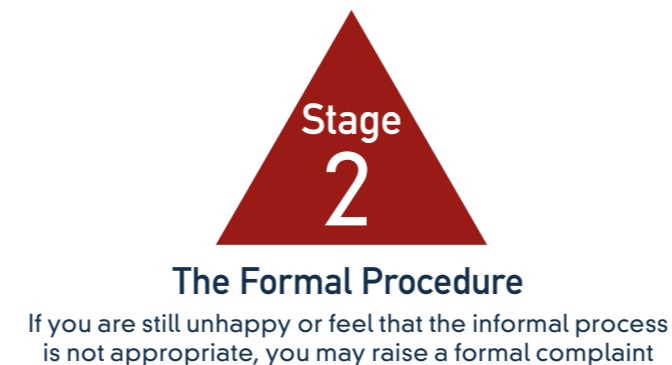 Stage
2
The Formal Procedure
If you are still unhappy or feel that the informal process
is not appropriate, you may raise a formal complaint